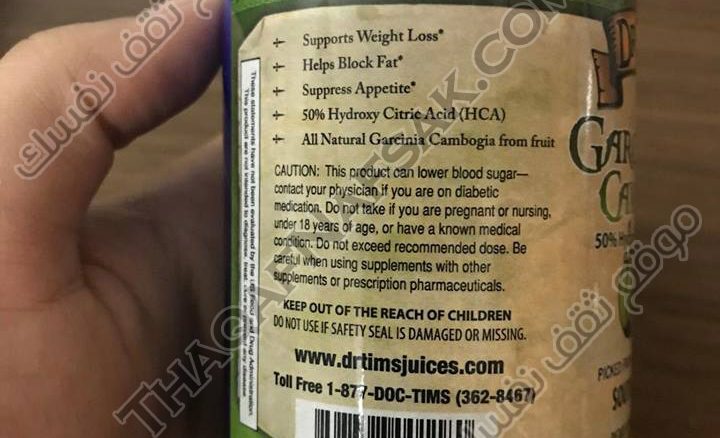 Supports Weight Loss*
Helps Block Fat*
Suppress Appetite*
50% Hydroxy Citric Acid (HCA)
All Natural Garcinia Cambogia from fruit
CAUTION: This product can lower blood sugar—
contact your physician if you are on diabetic
medication. Do not take if you are pregnant or nursing,
under 18 years of age, or have a known medical
condition. Do not exceed recommended dose. Be
careful when using supplements with other
supplements or prescription pharmaceuticals.
KEEP OUT OF THE REACH OF CHILDREN
DO NOT USE IF SAFETY SEAL IS DAMAGED OR MISSING.
www.drtimsjuices.com
Toll Free 1-877-DOC-TIMS (362-8467)
These statements have not been evaluated by the US Food and Drug Administration.
This product are not intended to diagnose, treat, cure or prevent any disease.
50%
THAQAFNAFSAK.COM
موقع ثقف نفسك